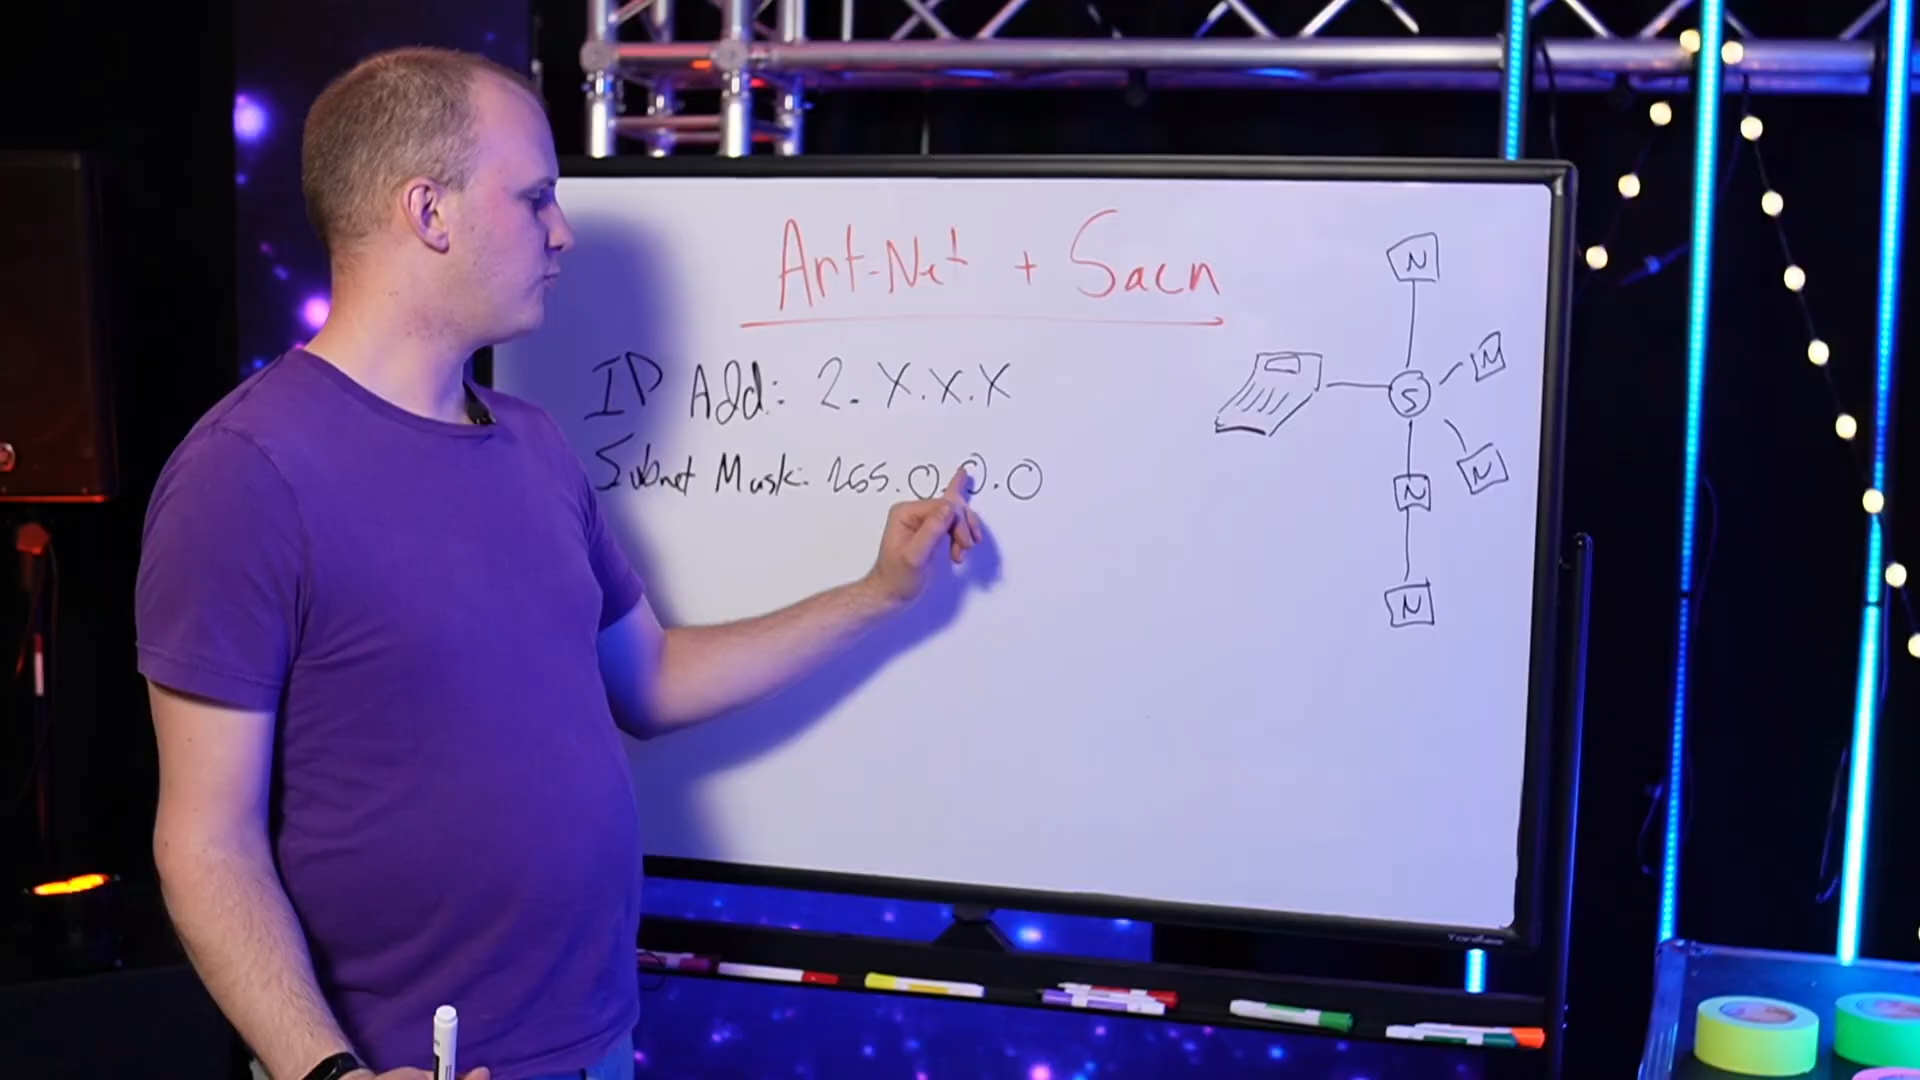 Art-Net + Sacn
IP Add: 2.X.X.X
Subnet Mask: 255.0.0.0
N
N
S
N
N
N